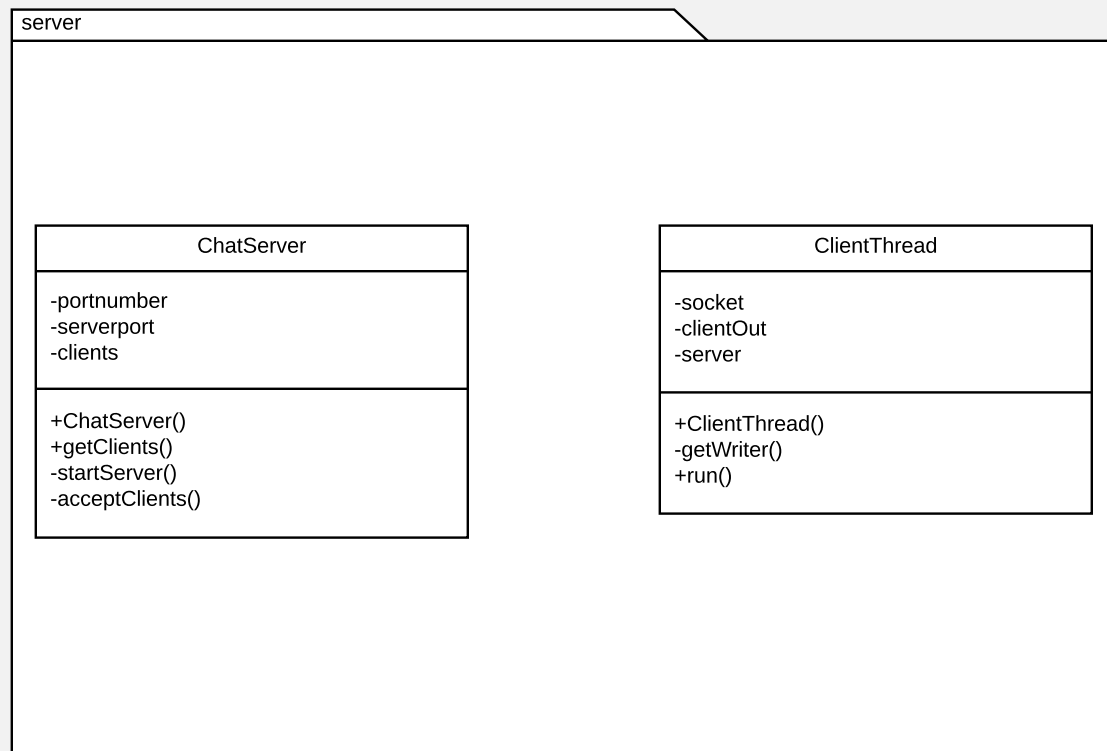 server
ChatServer
-portnumber
-serverport
-clients
+ChatServer()
+getClients()
-startServer()
-acceptClients()
ClientThread
-socket
-clientOut
-server
+ClientThread()
-getWriter()
+run()